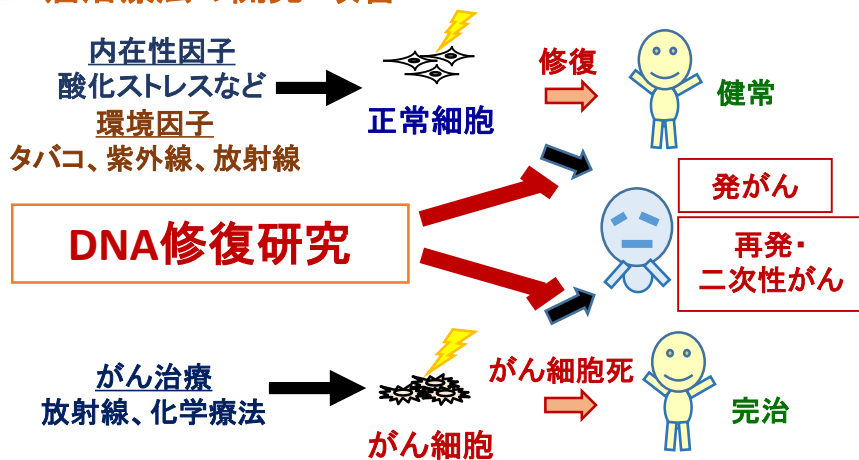 内在性因子
酸化ストレスなど
環境因子
タバコ、紫外線、放射線
正常細胞
修復
健常
発がん
DNA修復研究
再発・
二次性がん
がん治療
放射線、化学療法
がん細胞
がん細胞死
完治